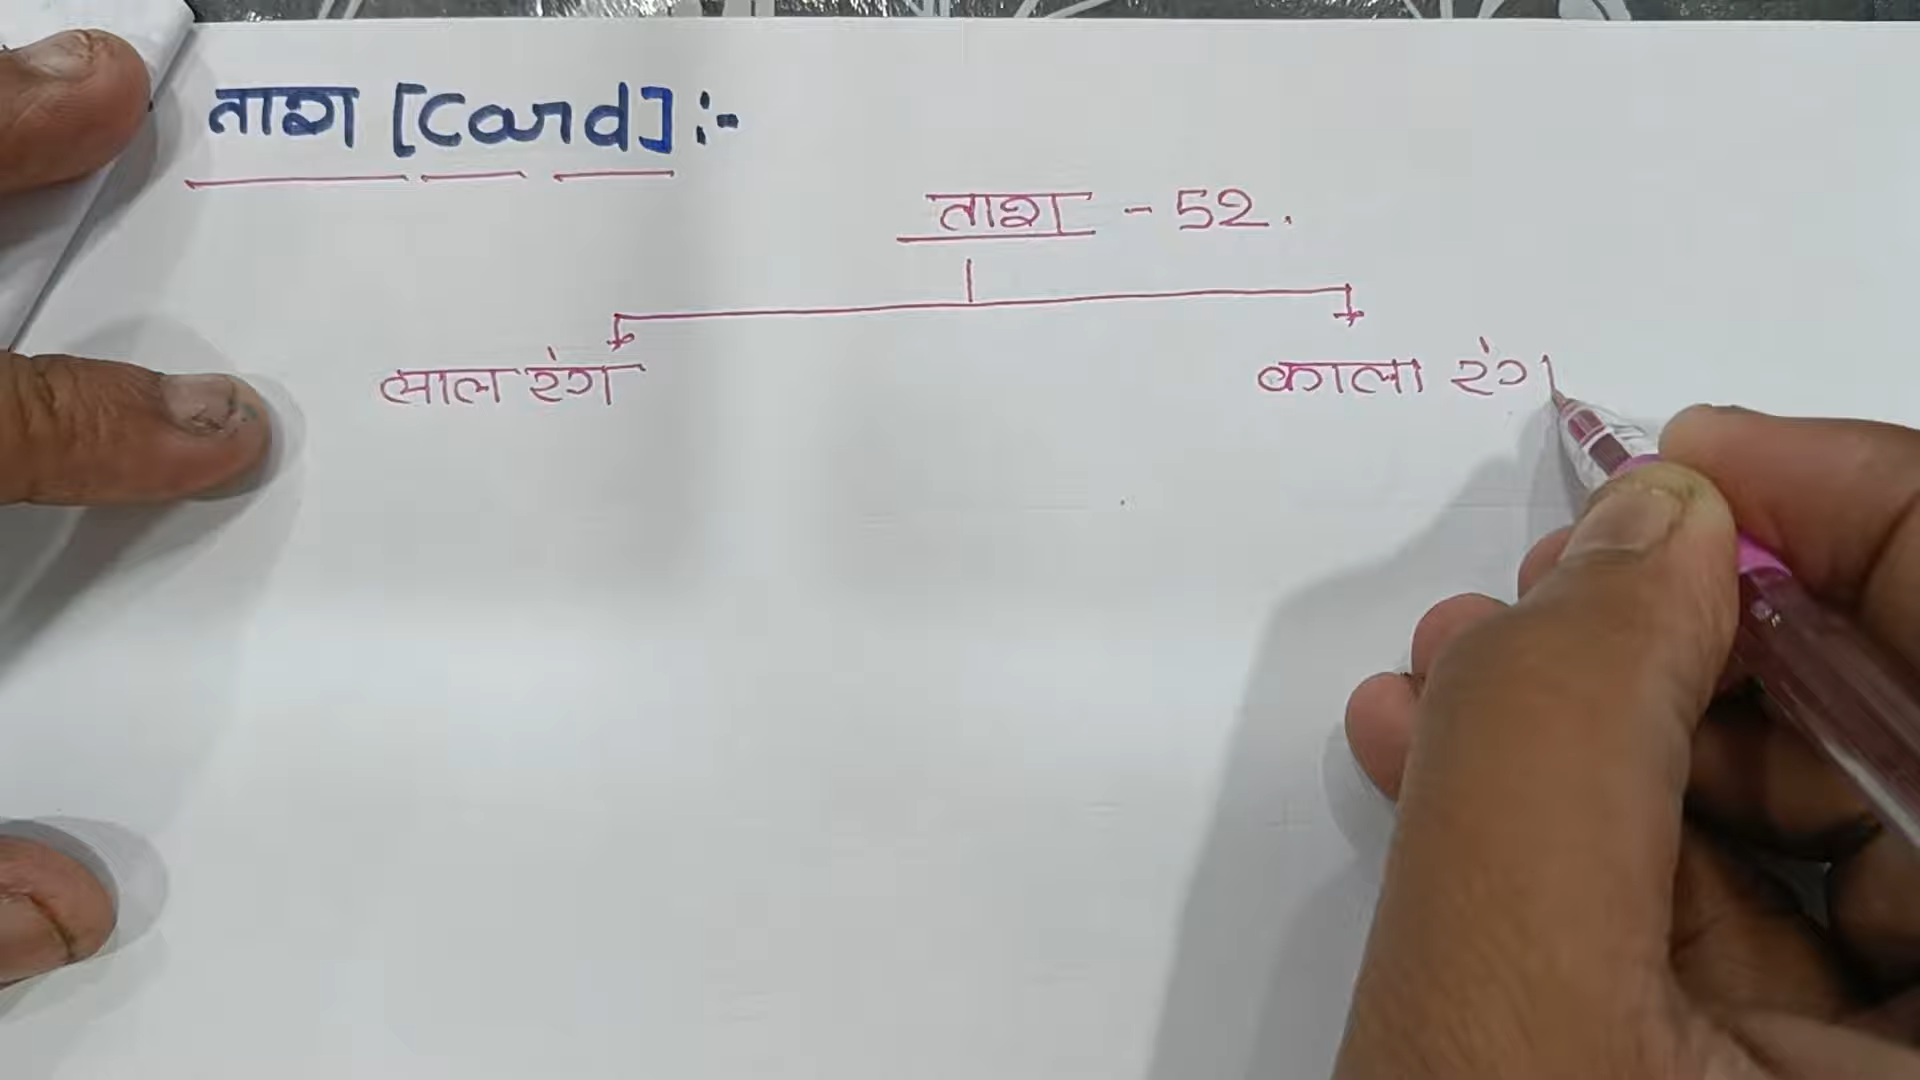 ताश [Card]:-
ताश - 52.
लाल रंग
काला रंग